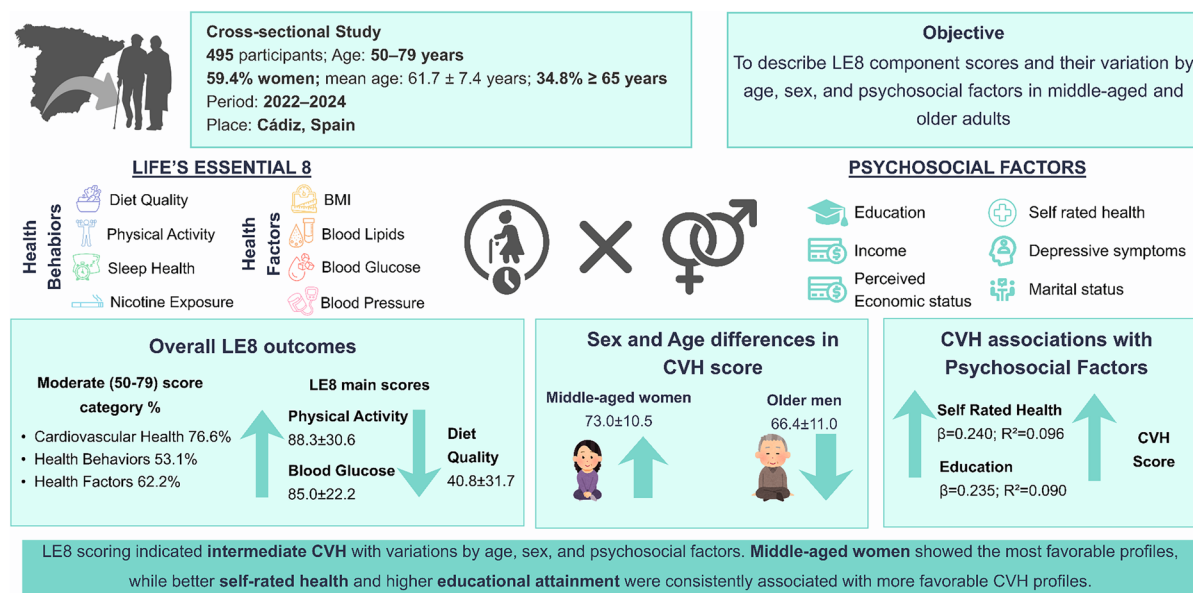 Cross-sectional Study
495 participants; Age: 50–79 years
59.4% women; mean age: 61.7 ± 7.4 years; 34.8% ≥ 65 years
Period: 2022–2024
Place: Cádiz, Spain
Objective
To describe LE8 component scores and their variation by
age, sex, and psychosocial factors in middle-aged and
older adults
LIFE'S ESSENTIAL 8
Health
Behabiors
Diet Quality
Physical Activity
Sleep Health
Nicotine Exposure
Health
Factors
BMI
Blood Lipids
Blood Glucose
Blood Pressure
PSYCHOSOCIAL FACTORS
Education
Income
Perceived
Economic status
Self rated health
Depressive symptoms
Marital status
Overall LE8 outcomes
Moderate (50-79) score
category %
• Cardiovascular Health 76.6%
• Health Behaviors 53.1%
• Health Factors 62.2%
LE8 main scores
Physical Activity
88.3±30.6
Blood Glucose
85.0±22.2
Diet
Quality
40.8±31.7
Sex and Age differences in
CVH score
Middle-aged women
73.0±10.5
Older men
66.4±11.0
CVH associations with
Psychosocial Factors
Self Rated Health
β=0.240; R²=0.096
Education
β=0.235; R²=0.090
CVH
Score
LE8 scoring indicated intermediate CVH with variations by age, sex, and psychosocial factors. Middle-aged women showed the most favorable profiles,
while better self-rated health and higher educational attainment were consistently associated with more favorable CVH profiles.